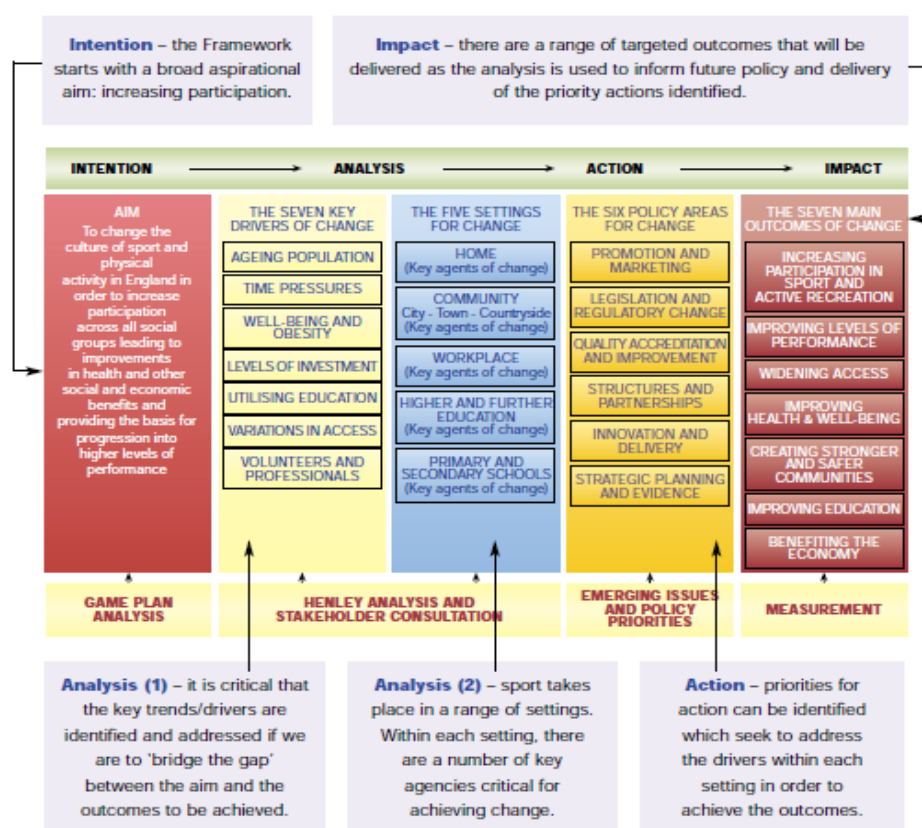 Intention – the Framework
starts with a broad aspirational
aim: increasing participation.
Impact – there are a range of targeted outcomes that will be
delivered as the analysis is used to inform future policy and delivery
of the priority actions identified.
INTENTION
ANALYSIS
ACTION
IMPACT
AIM
To change the
culture of sport and
physical
activity in England in
order to increase
participation
across all social
groups leading to
improvements
in health and other
social and economic
benefits and
providing the basis for
progression into
higher levels of
performance
THE SEVEN KEY
DRIVERS OF CHANGE
AGEING POPULATION
TIME PRESSURES
WELL-BEING AND
OBESITY
LEVELS OF INVESTMENT
UTILISING EDUCATION
VARIATIONS IN ACCESS
VOLUNTEERS AND
PROFESSIONALS
THE FIVE SETTINGS
FOR CHANGE
HOME
(Key agents of change)
COMMUNITY
City - Town - Countryside
(Key agents of change)
WORKPLACE
(Key agents of change)
HIGHER AND FURTHER
EDUCATION
(Key agents of change)
PRIMARY AND
SECONDARY SCHOOLS
(Key agents of change)
THE SIX POLICY AREAS
FOR CHANGE
PROMOTION AND
MARKETING
LEGISLATION AND
REGULATORY CHANGE
QUALITY ACCREDITATION
AND IMPROVEMENT
STRUCTURES AND
PARTNERSHIPS
INNOVATION AND
DELIVERY
STRATEGIC PLANNING
AND EVIDENCE
THE SEVEN MAIN
OUTCOMES OF CHANGE
INCREASING
PARTICIPATION IN
SPORT AND
ACTIVE RECREATION
IMPROVING LEVELS OF
PERFORMANCE
WIDENING ACCESS
IMPROVING
HEALTH & WELL-BEING
CREATING STRONGER
AND SAFER
COMMUNITIES
IMPROVING EDUCATION
BENEFITING THE
ECONOMY
GAME PLAN
ANALYSIS
HENLEY ANALYSIS AND
STAKEHOLDER CONSULTATION
EMERGING ISSUES
AND POLICY
PRIORITIES
MEASUREMENT
Analysis (1) – it is critical that
the key trends/drivers are
identified and addressed if we
are to 'bridge the gap'
between the aim and the
outcomes to be achieved.
Analysis (2) – sport takes
place in a range of settings.
Within each setting, there
are a number of key
agencies critical for
achieving change.
Action – priorities for
action can be identified
which seek to address
the drivers within each
setting in order to
achieve the outcomes.